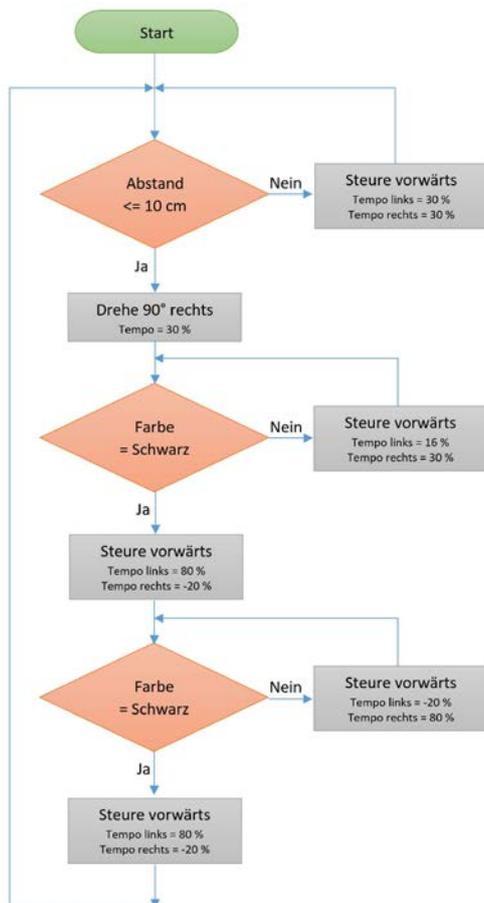 Start
Abstand
<= 10 cm
Nein
Steure vorwärts
Tempo links = 30 %
Tempo rechts = 30 %
Ja
Drehe 90° rechts
Tempo = 30 %
Farbe
= Schwarz
Nein
Steure vorwärts
Tempo links = 16 %
Tempo rechts = 30 %
Ja
Steure vorwärts
Tempo links = 80 %
Tempo rechts = -20 %
Farbe
= Schwarz
Nein
Steure vorwärts
Tempo links = -20 %
Tempo rechts = 80 %
Ja
Steure vorwärts
Tempo links = 80 %
Tempo rechts = -20 %